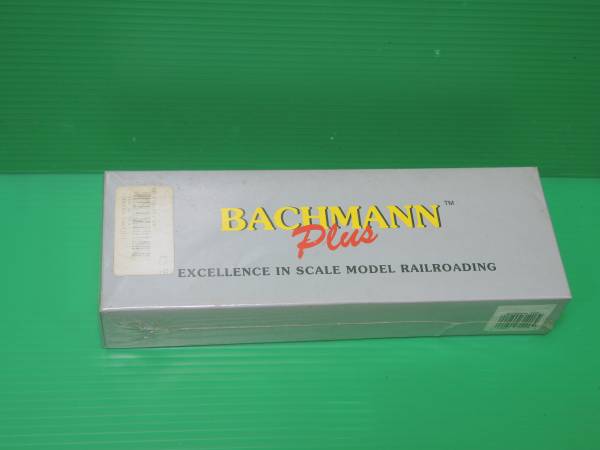 BACHMANN™
Plus
EXCELLENCE IN SCALE MODEL RAILROADING